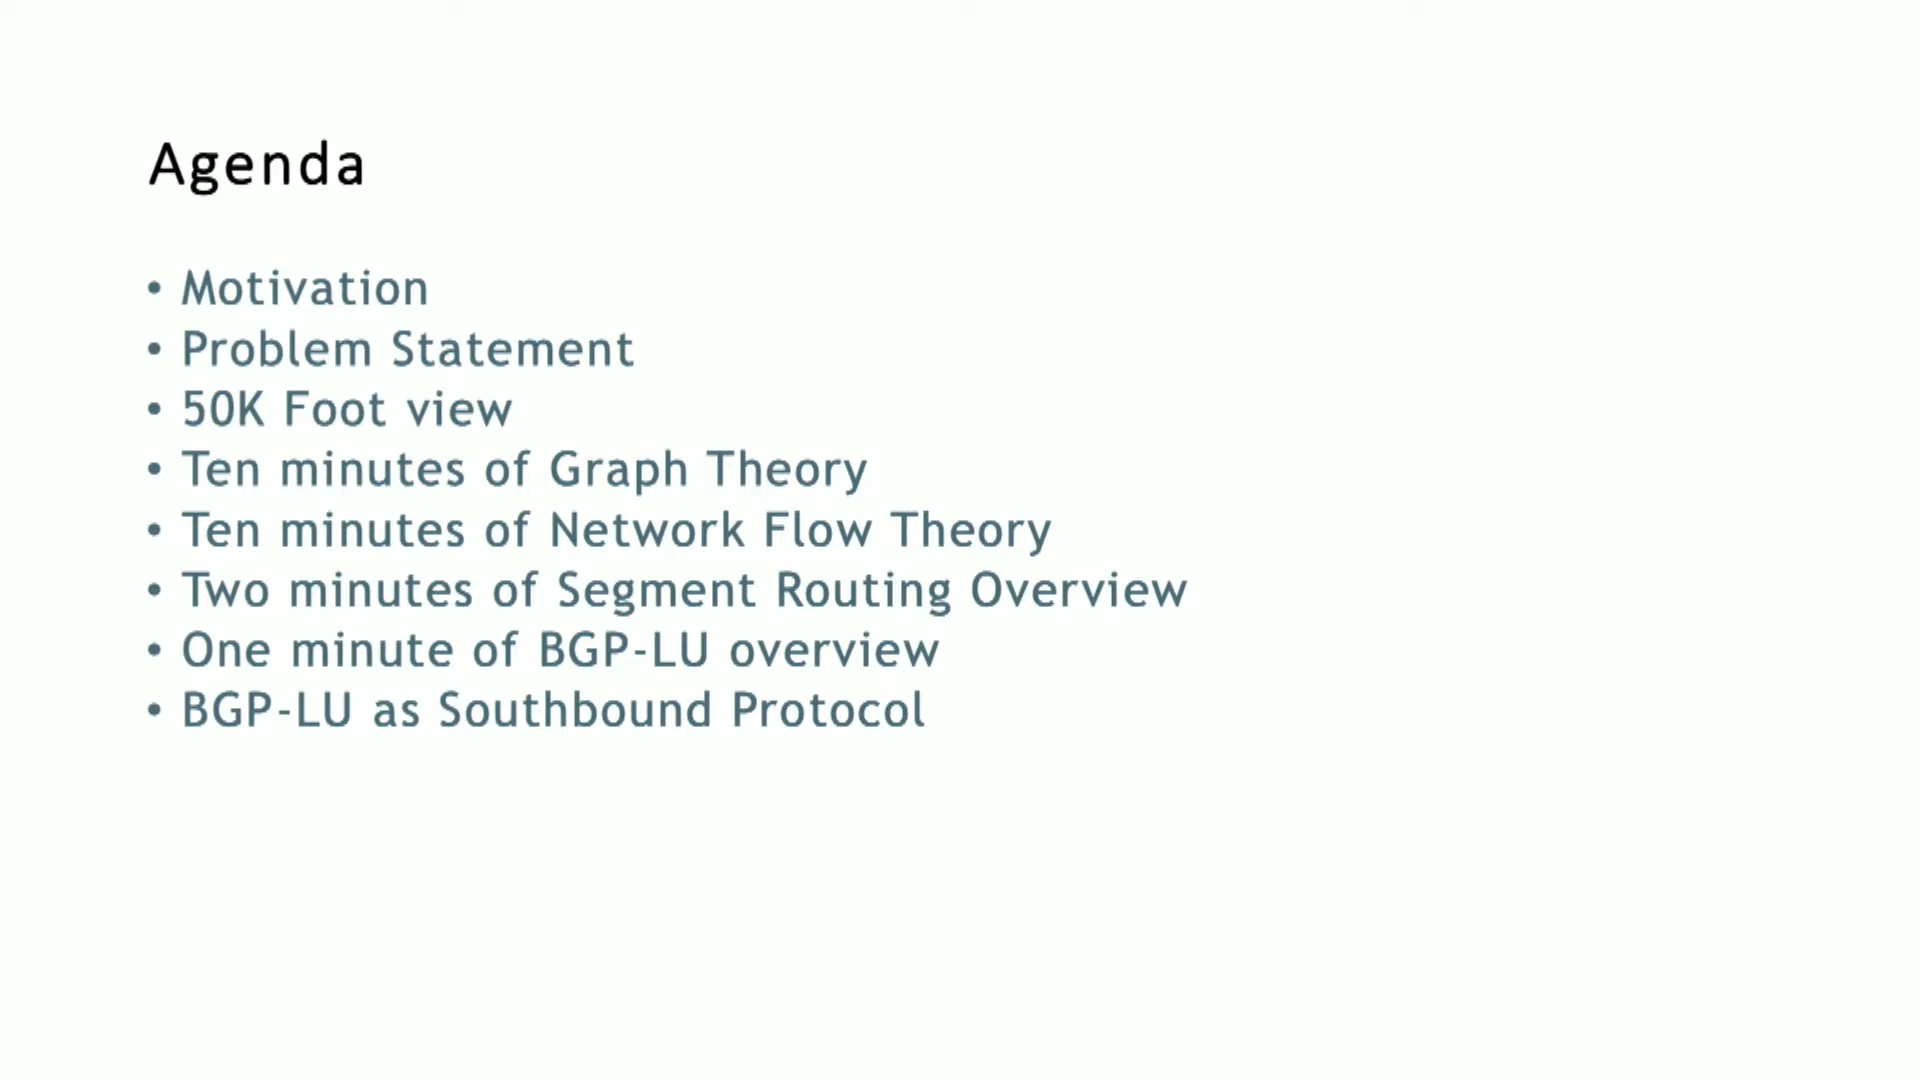 Agenda
• Motivation
• Problem Statement
• 50K Foot view
• Ten minutes of Graph Theory
• Ten minutes of Network Flow Theory
• Two minutes of Segment Routing Overview
• One minute of BGP-LU overview
• BGP-LU as Southbound Protocol